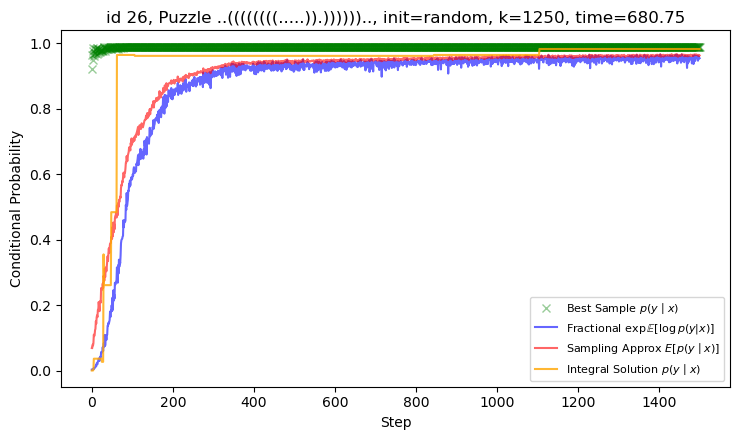 id 26, Puzzle ..((((((((.....)).))))))..., init=random, k=1250, time=680.75
Conditional Probability
1.0
0.8
0.6
0.4
0.2
0.0
Best Sample p(y | x)
Fractional exp𝔼[log p(y|x)]
Sampling Approx E[p(y | x)]
Integral Solution p(y | x)
0 200 400 600 800 1000 1200 1400
Step